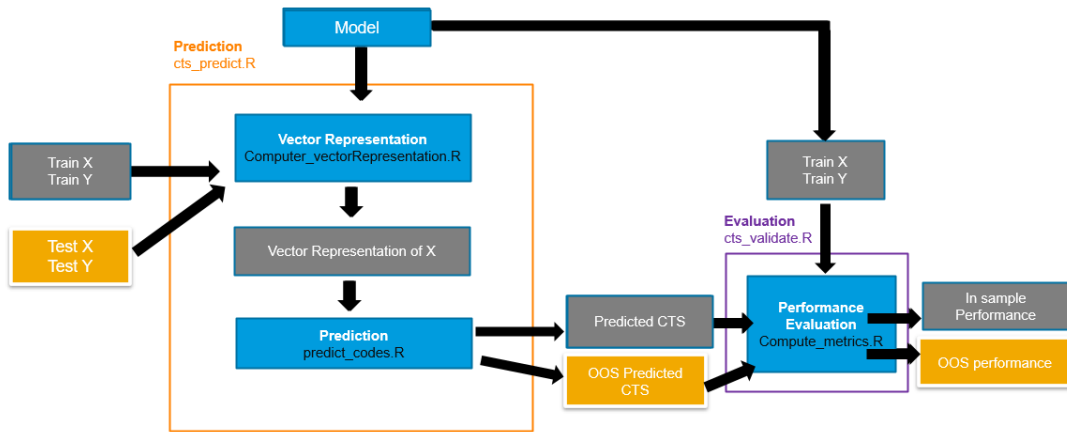 Model
Prediction
cts_predict.R
Vector Representation
Computer_vectorRepresentation.R
Train X
Train Y
Test X
Test Y
Vector Representation of X
Prediction
predict_codes.R
Train X
Train Y
Evaluation
cts_validate.R
Predicted CTS
OOS Predicted
CTS
Performance
Evaluation
Compute_metrics.R
In sample
Performance
OOS performance